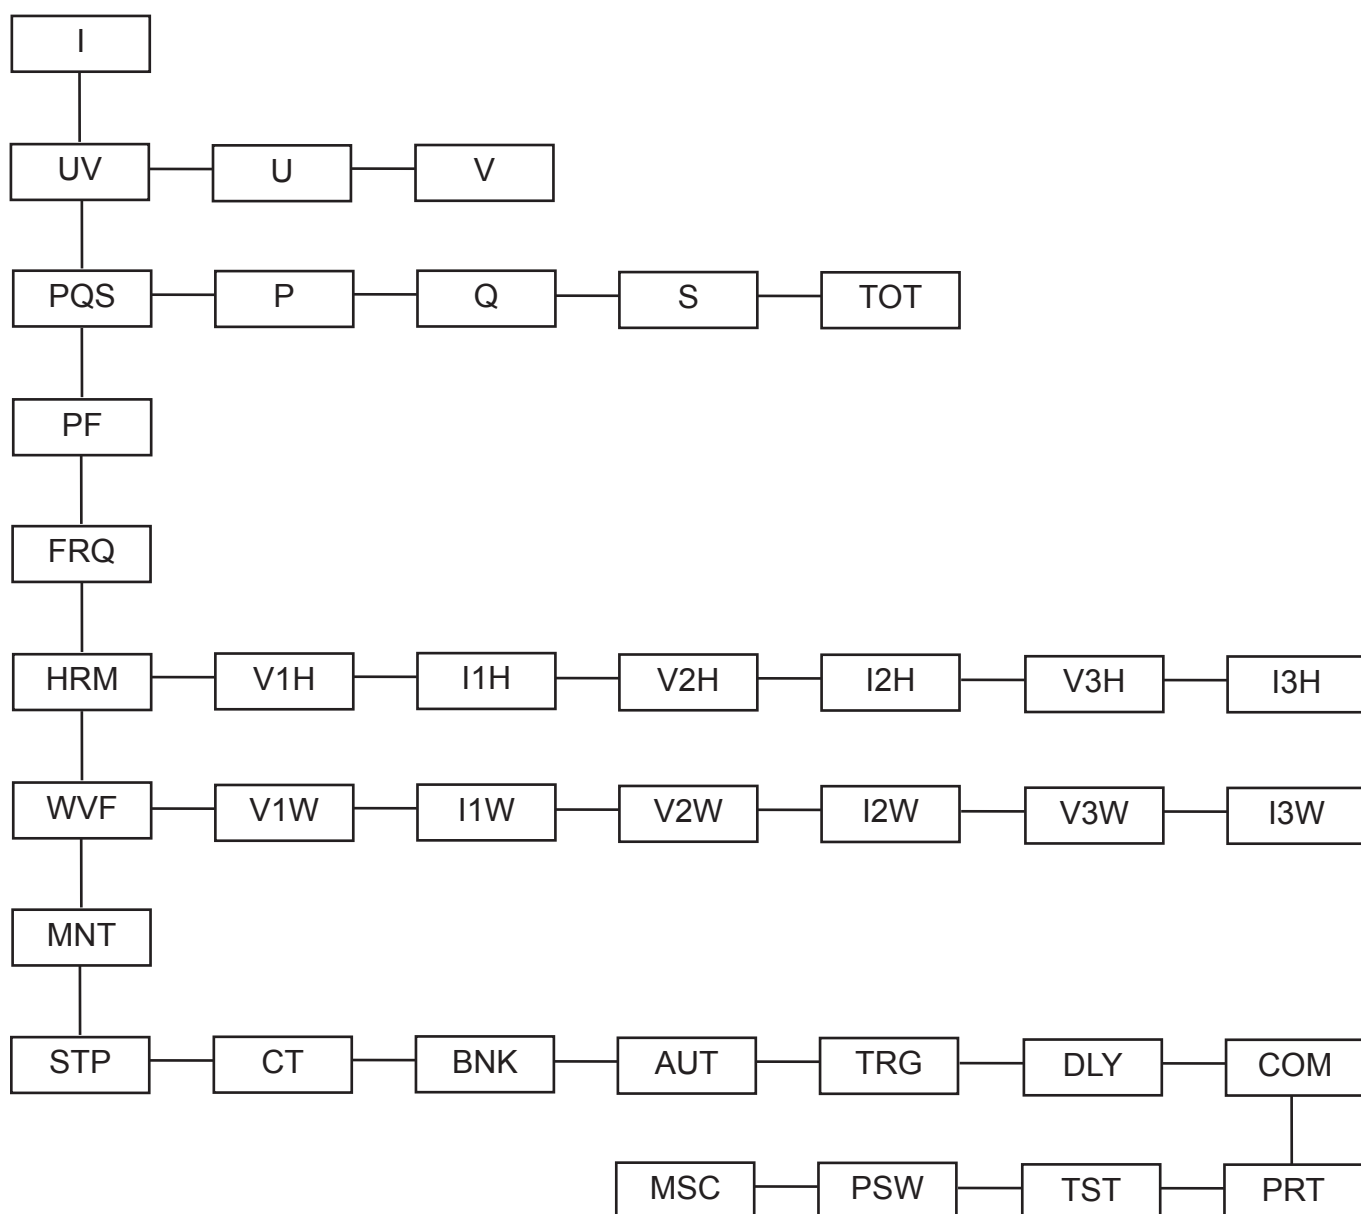 I
UV U V
PQS P Q S TOT
PF
FRQ
HRM V1H I1H V2H I2H V3H I3H
WVF V1W I1W V2W I2W V3W I3W
MNT
STP CT BNK AUT TRG DLY COM
MSC PSW TST PRT